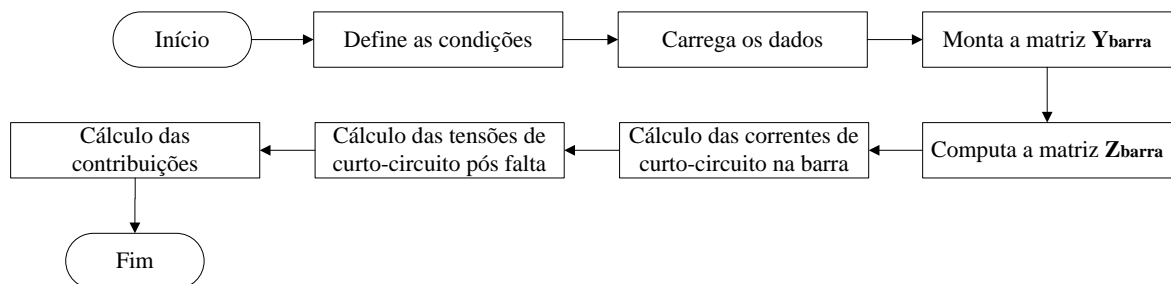 Início
Define as condições
Carrega os dados
Monta a matriz Ybarra
Computa a matriz Zbarra
Cálculo das correntes de
curto-circuito na barra
Cálculo das tensões de
curto-circuito pós falta
Cálculo das
contribuições
Fim